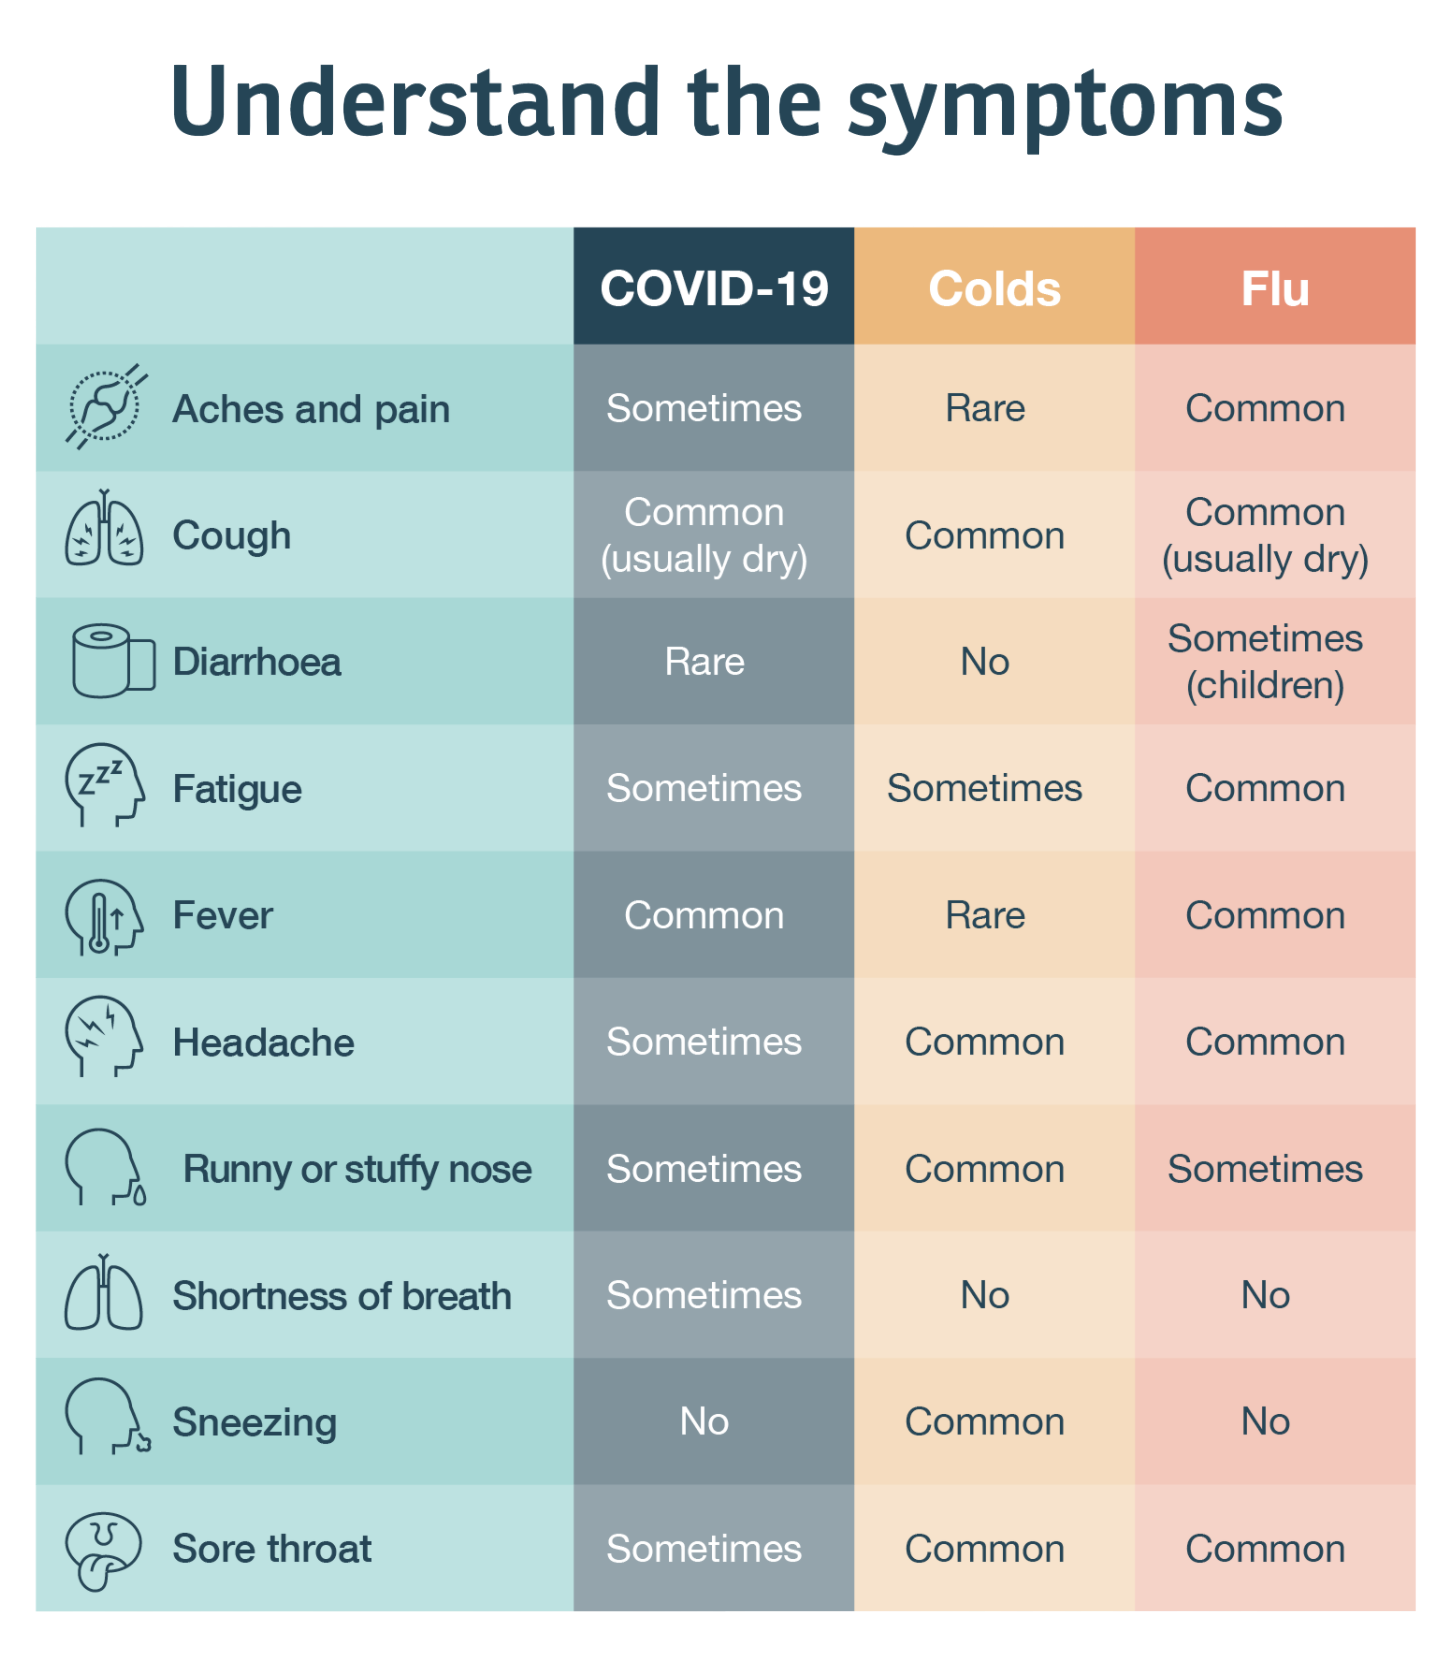 Understand the symptoms
COVID-19 Colds Flu
Aches and pain Sometimes Rare Common
Cough Common (usually dry) Common Common (usually dry)
Diarrhoea Rare No Sometimes (children)
Fatigue Sometimes Sometimes Common
Fever Common Rare Common
Headache Sometimes Common Common
Runny or stuffy nose Sometimes Common Sometimes
Shortness of breath Sometimes No No
Sneezing No Common No
Sore throat Sometimes Common Common